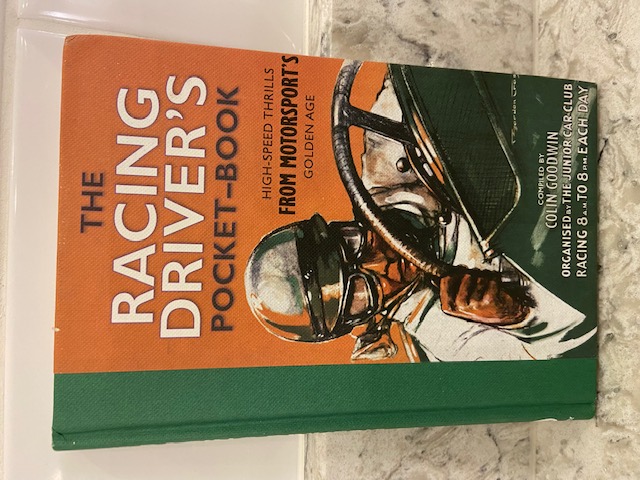 THE
RACING
DRIVER'S
POCKET-BOOK
HIGH-SPEED THRILLS
FROM MOTORSPORT'S
GOLDEN AGE
COMPILED BY
COLIN GOODWIN
ORGANISED BY THE JUNIOR CAR CLUB
RACING 8 A.M. TO 8 P.M. EACH DAY